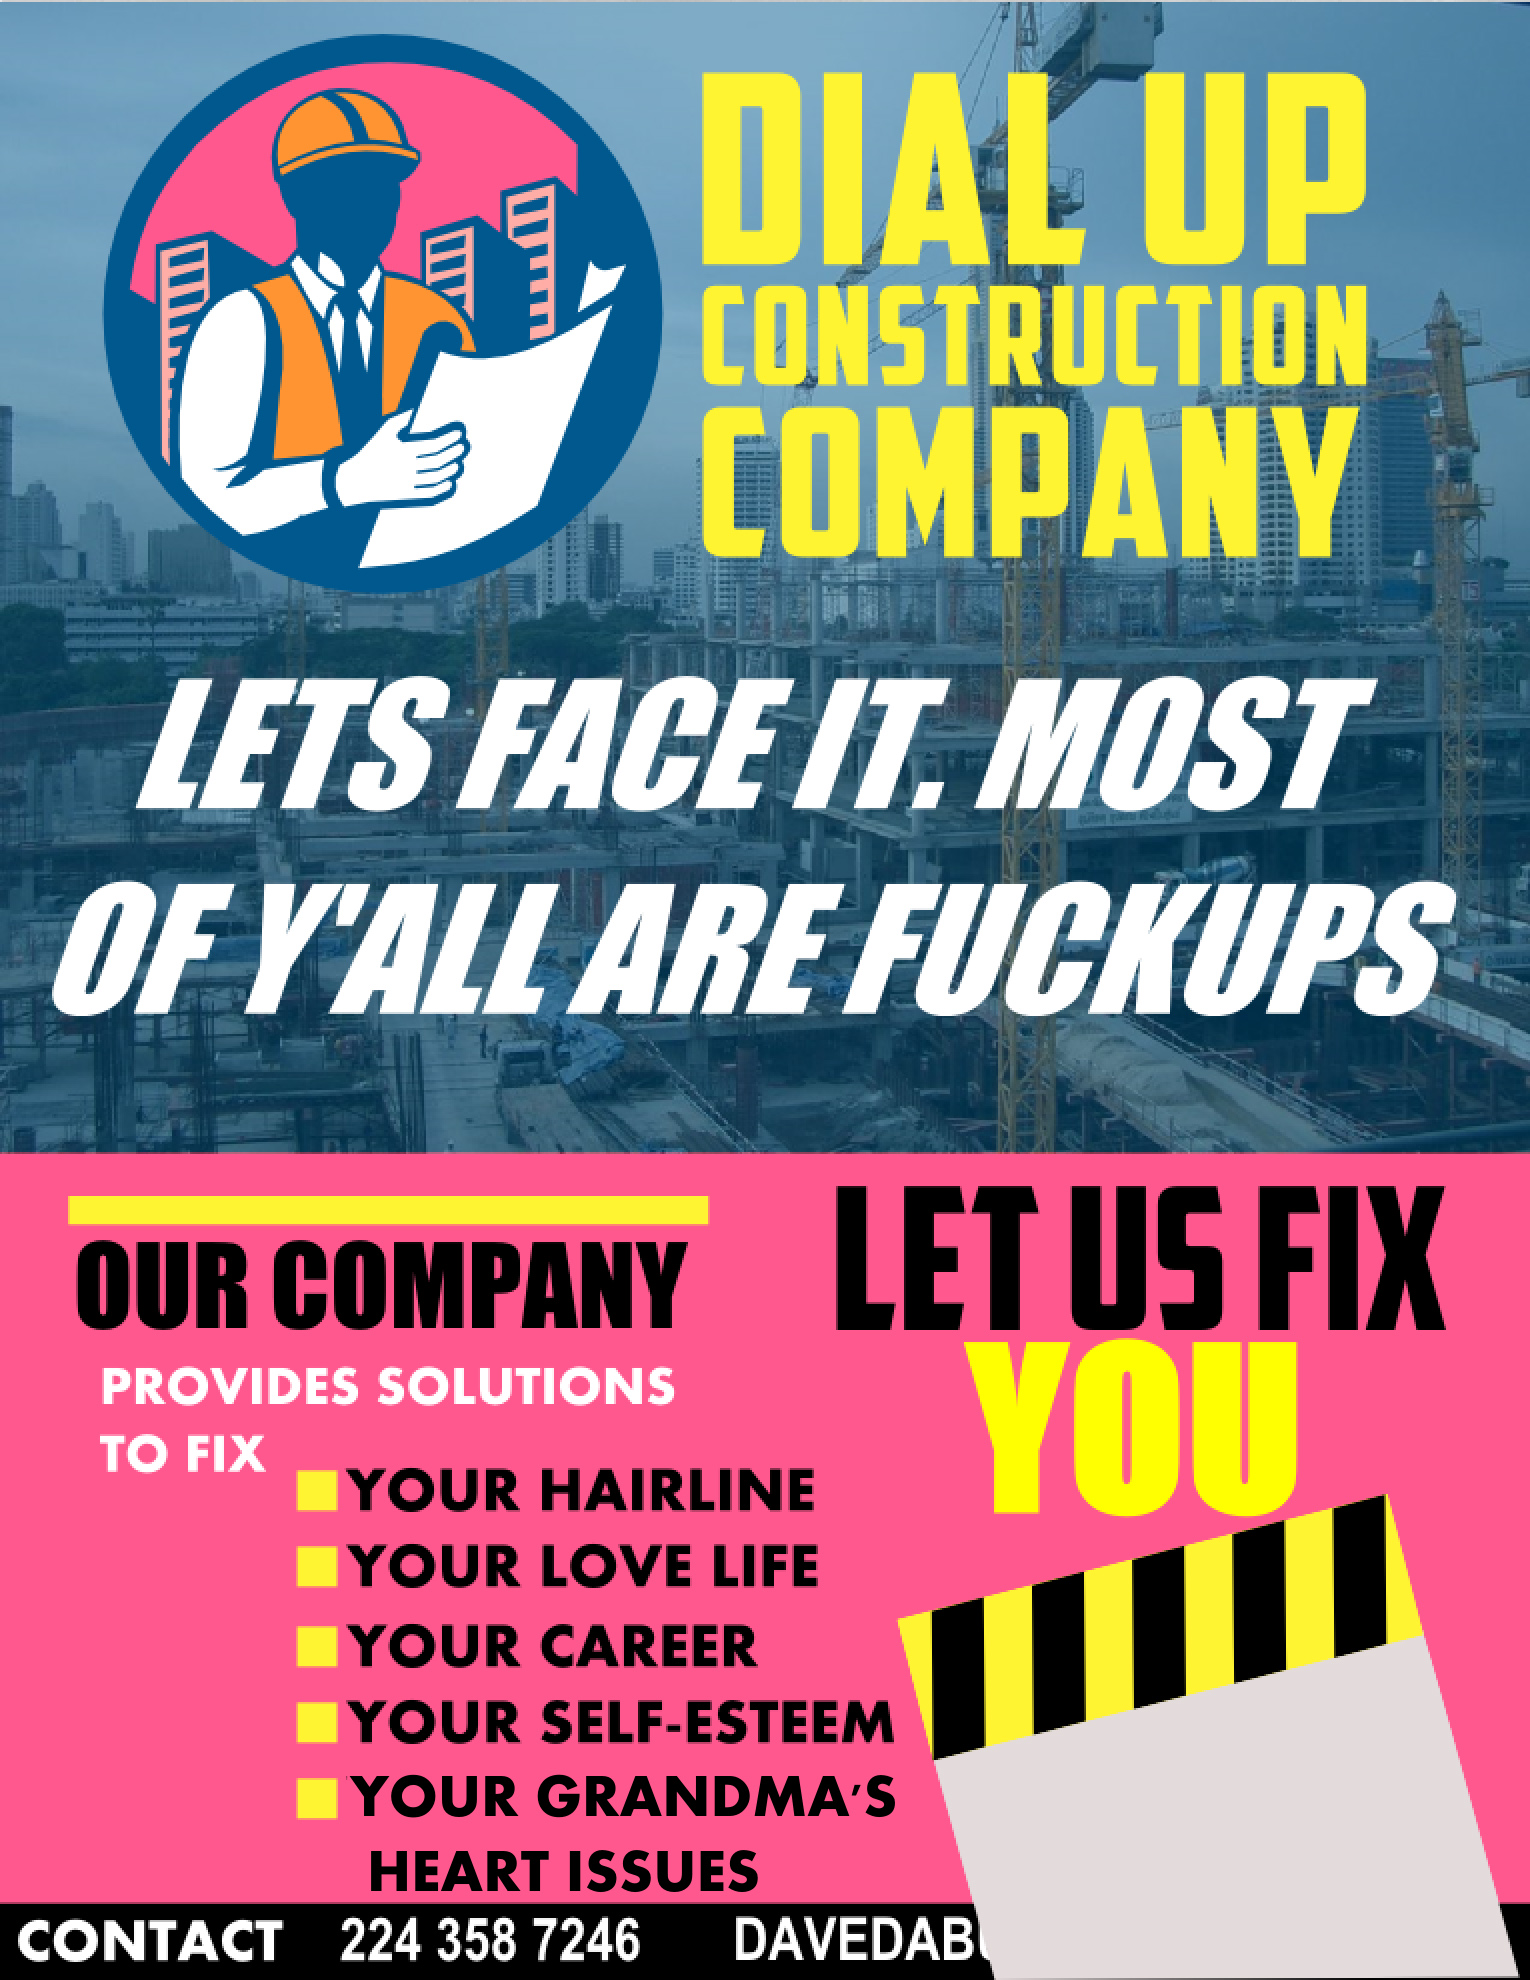 DIAL UP
CONSTRUCTION
COMPANY
LETS FACE IT. MOST
OF Y'ALL ARE FUCKUPS
OUR COMPANY
PROVIDES SOLUTIONS
TO FIX
YOUR HAIRLINE
YOUR LOVE LIFE
YOUR CAREER
YOUR SELF-ESTEEM
YOUR GRANDMA'S
HEART ISSUES
LET US FIX
YOU
CONTACT 224 358 7246